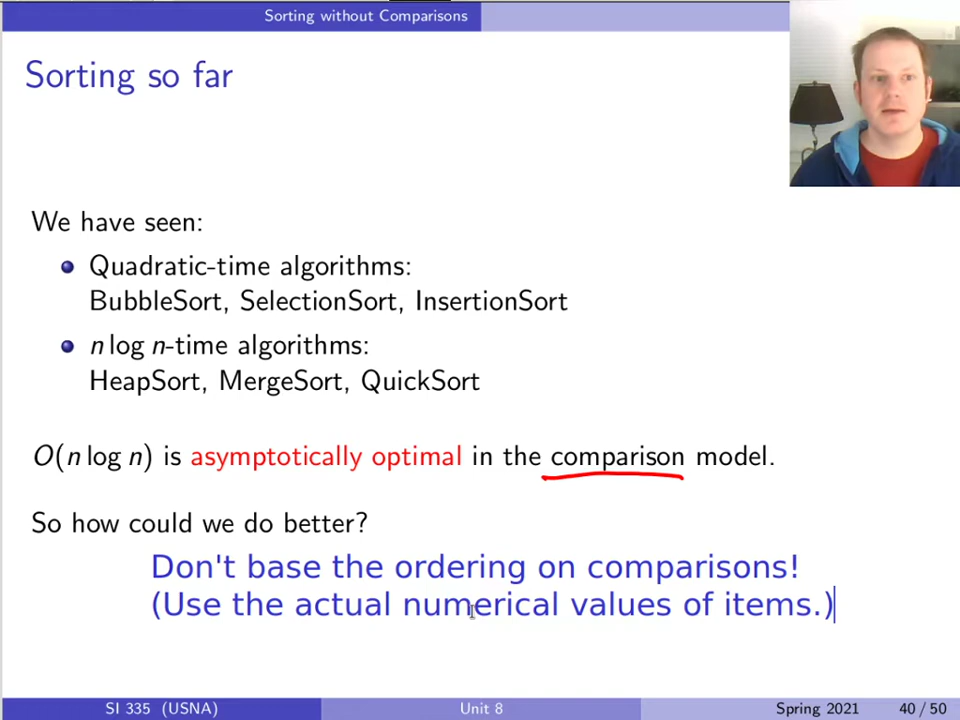 Sorting without Comparisons
Sorting so far
We have seen:
Quadratic-time algorithms:
BubbleSort, SelectionSort, InsertionSort
n log n-time algorithms:
HeapSort, MergeSort, QuickSort
O(n log n) is asymptotically optimal in the comparison model.
So how could we do better?
Don't base the ordering on comparisons!
(Use the actual numerical values of items.)
SI 335 (USNA) Unit 8 Spring 2021 40 / 50